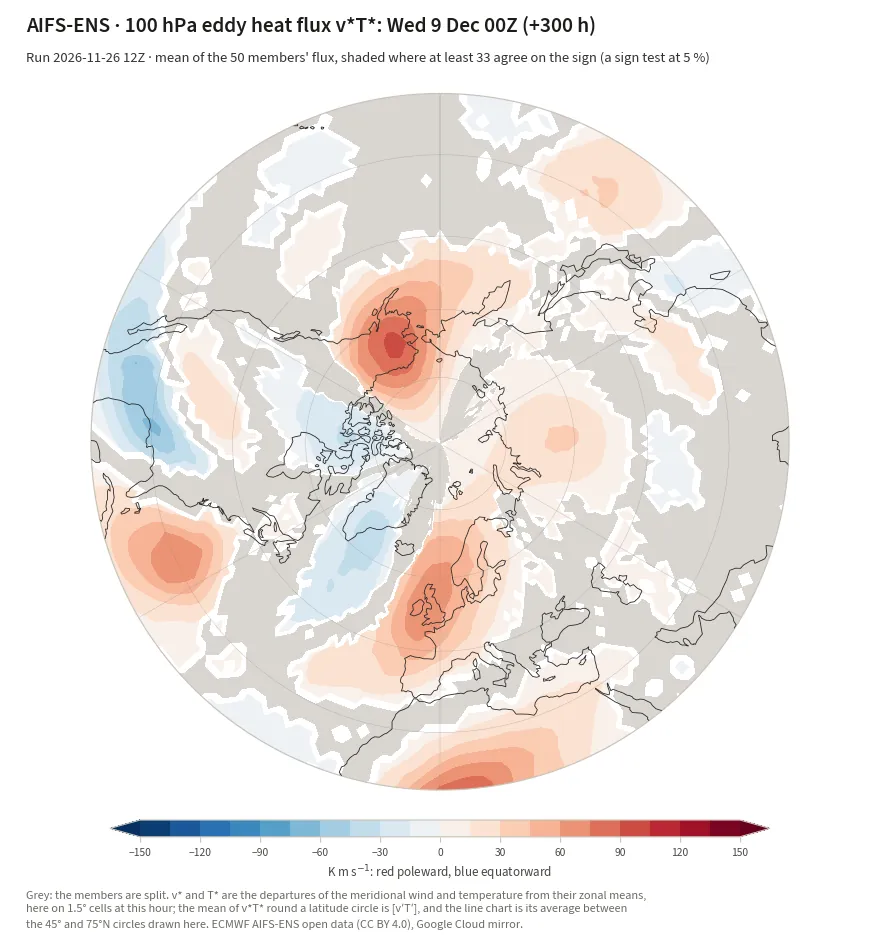 AIFS-ENS · 100 hPa eddy heat flux v*T*: Wed 9 Dec 00Z (+300 h)
Run 2026-11-26 12Z · mean of the 50 members' flux, shaded where at least 33 agree on the sign (a sign test at 5 %)
−150 −120 −90 −60 −30 0 30 60 90 120 150
K m s⁻¹: red poleward, blue equatorward
Grey: the members are split. v* and T* are the departures of the meridional wind and temperature from their zonal means,
here on 1.5° cells at this hour; the mean of v*T* round a latitude circle is [v'T'], and the line chart is its average between
the 45° and 75°N circles drawn here. ECMWF AIFS-ENS open data (CC BY 4.0), Google Cloud mirror.